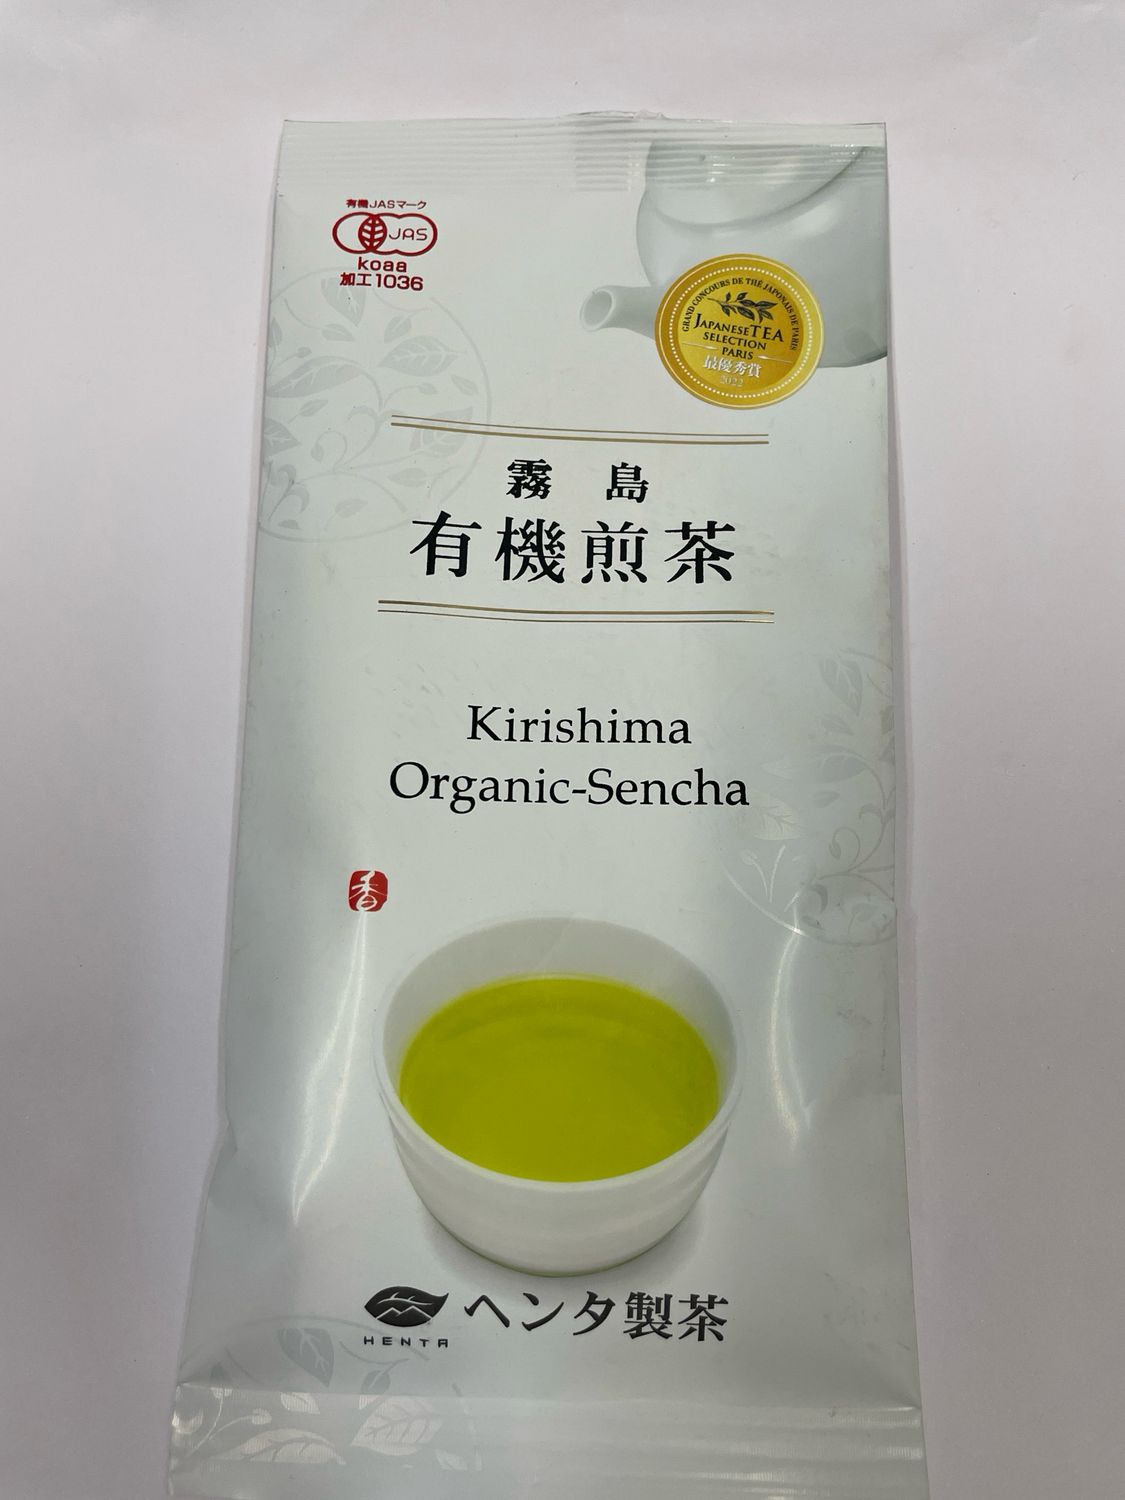 有機JASマーク
JAS
koaa
加工1036
GRAND CONCOURS DE THÉ JAPONAIS DE PARIS
JAPANESE TEA
SELECTION
PARIS
最優秀賞
2022
霧島
有機煎茶
Kirishima
Organic-Sencha
香
ヘンタ製茶
HENTA